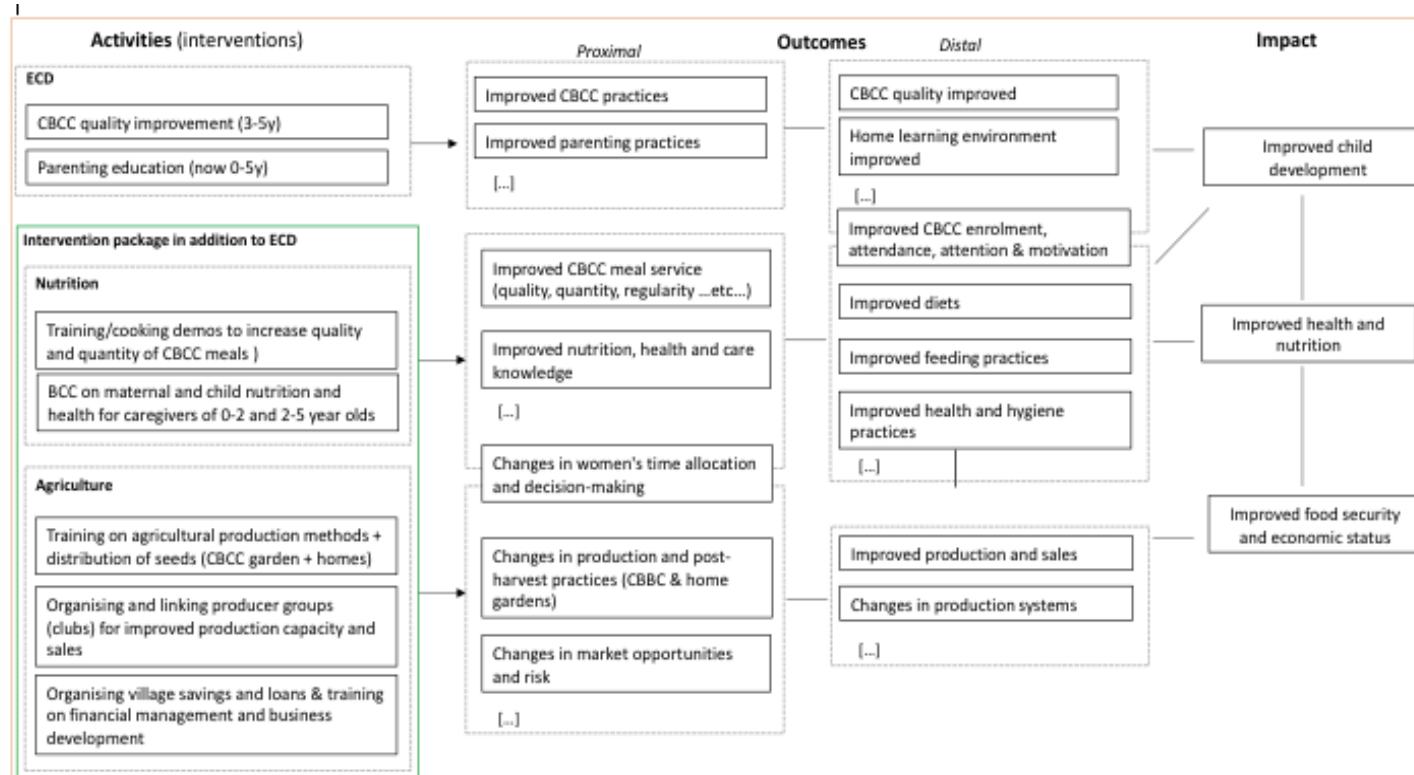 Activities (interventions)
Outcomes
Impact
Proximal
Distal
ECD
CBCC quality improvement (3-5y)
Parenting education (now 0-5y)
Intervention package in addition to ECD
Nutrition
Training/cooking demos to increase quality
and quantity of CBCC meals )
BCC on maternal and child nutrition and
health for caregivers of 0-2 and 2-5 year olds
Agriculture
Training on agricultural production methods +
distribution of seeds (CBCC garden + homes)
Organising and linking producer groups
(clubs) for improved production capacity and
sales
Organising village savings and loans & training
on financial management and business
development
Improved CBCC practices
Improved parenting practices
[...]
Improved CBCC meal service
(quality, quantity, regularity ...etc...)
Improved nutrition, health and care
knowledge
[...]
Changes in women's time allocation
and decision-making
Changes in production and post-
harvest practices (CBBC & home
gardens)
Changes in market opportunities
and risk
[...]
CBCC quality improved
Home learning environment
improved
[...]
Improved CBCC enrolment,
attendance, attention & motivation
Improved diets
Improved feeding practices
Improved health and hygiene
practices
[...]
Improved production and sales
Changes in production systems
[...]
Improved child
development
Improved health and
nutrition
Improved food security
and economic status